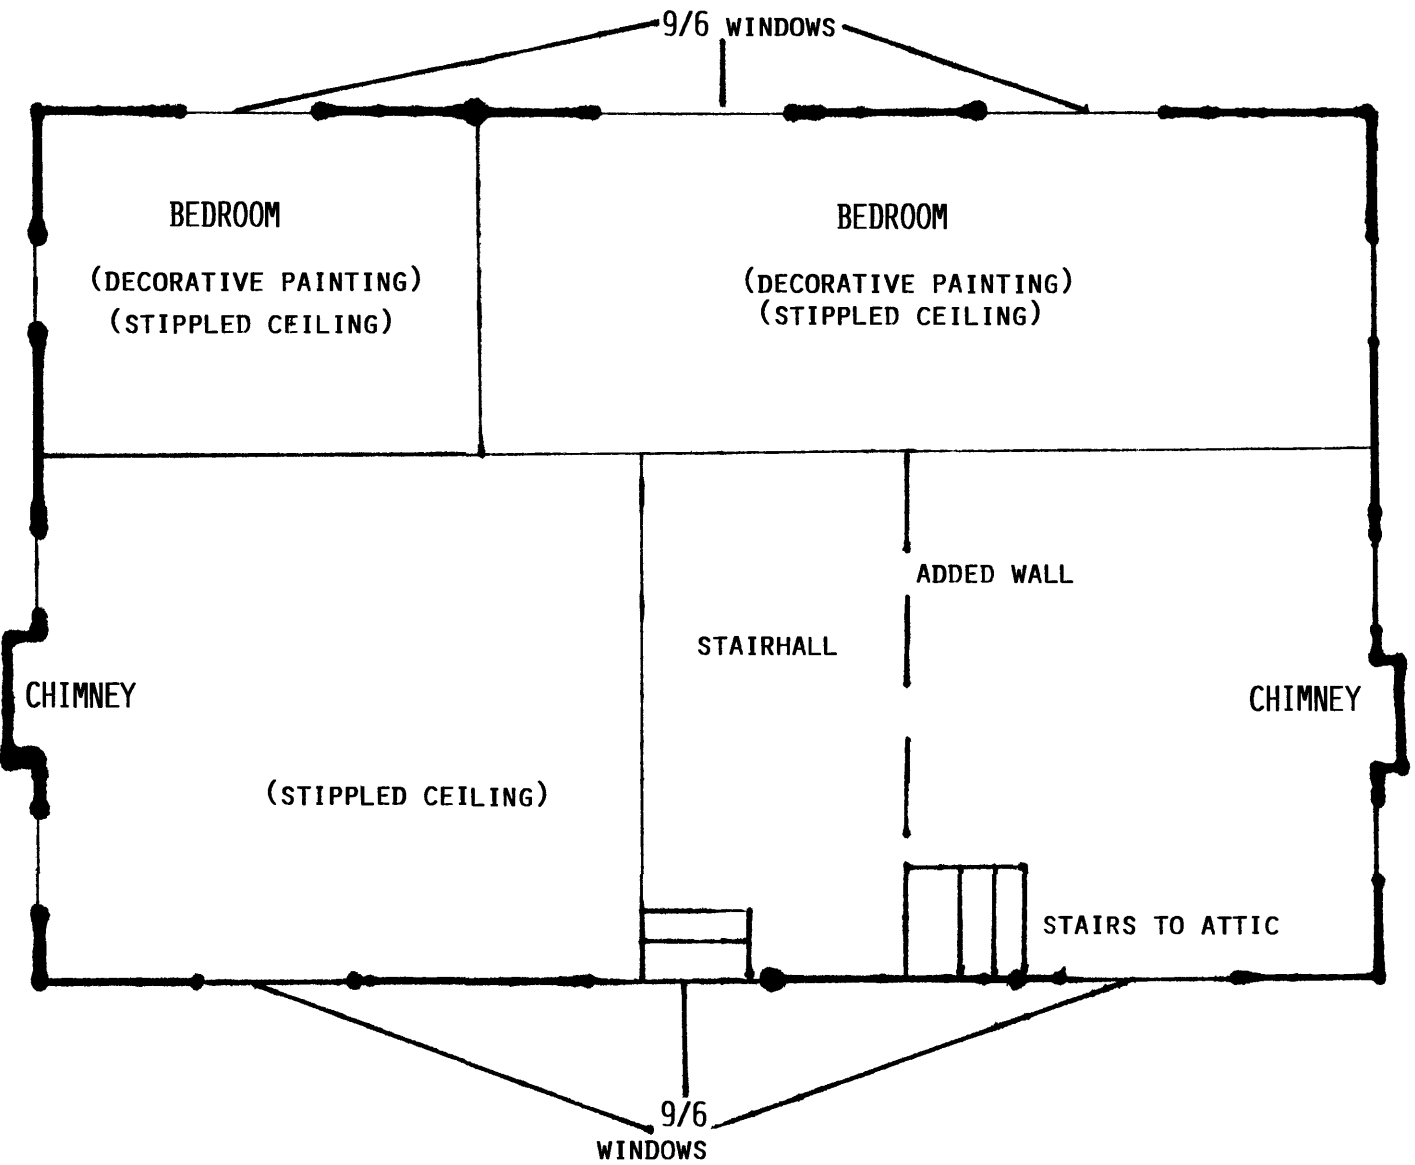 9/6 WINDOWS
BEDROOM
(DECORATIVE PAINTING)
(STIPPLED CEILING)
BEDROOM
(DECORATIVE PAINTING)
(STIPPLED CEILING)
ADDED WALL
STAIRHALL
CHIMNEY
CHIMNEY
(STIPPLED CEILING)
STAIRS TO ATTIC
9/6
WINDOWS